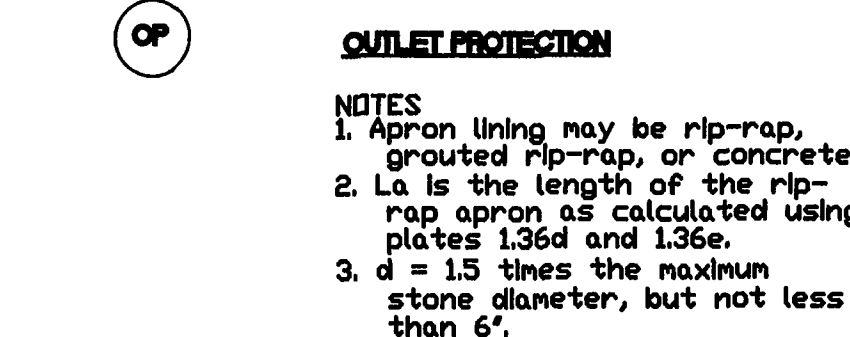 OP
OUTLET PROTECTION
NOTES
1. Apron lining may be rip-rap,
grouted rip-rap, or concrete
2. La is the length of the rip-
rap apron as calculated using
plates 1.36d and 1.36e.
3. d = 1.5 times the maximum
stone diameter, but not less
than 6".